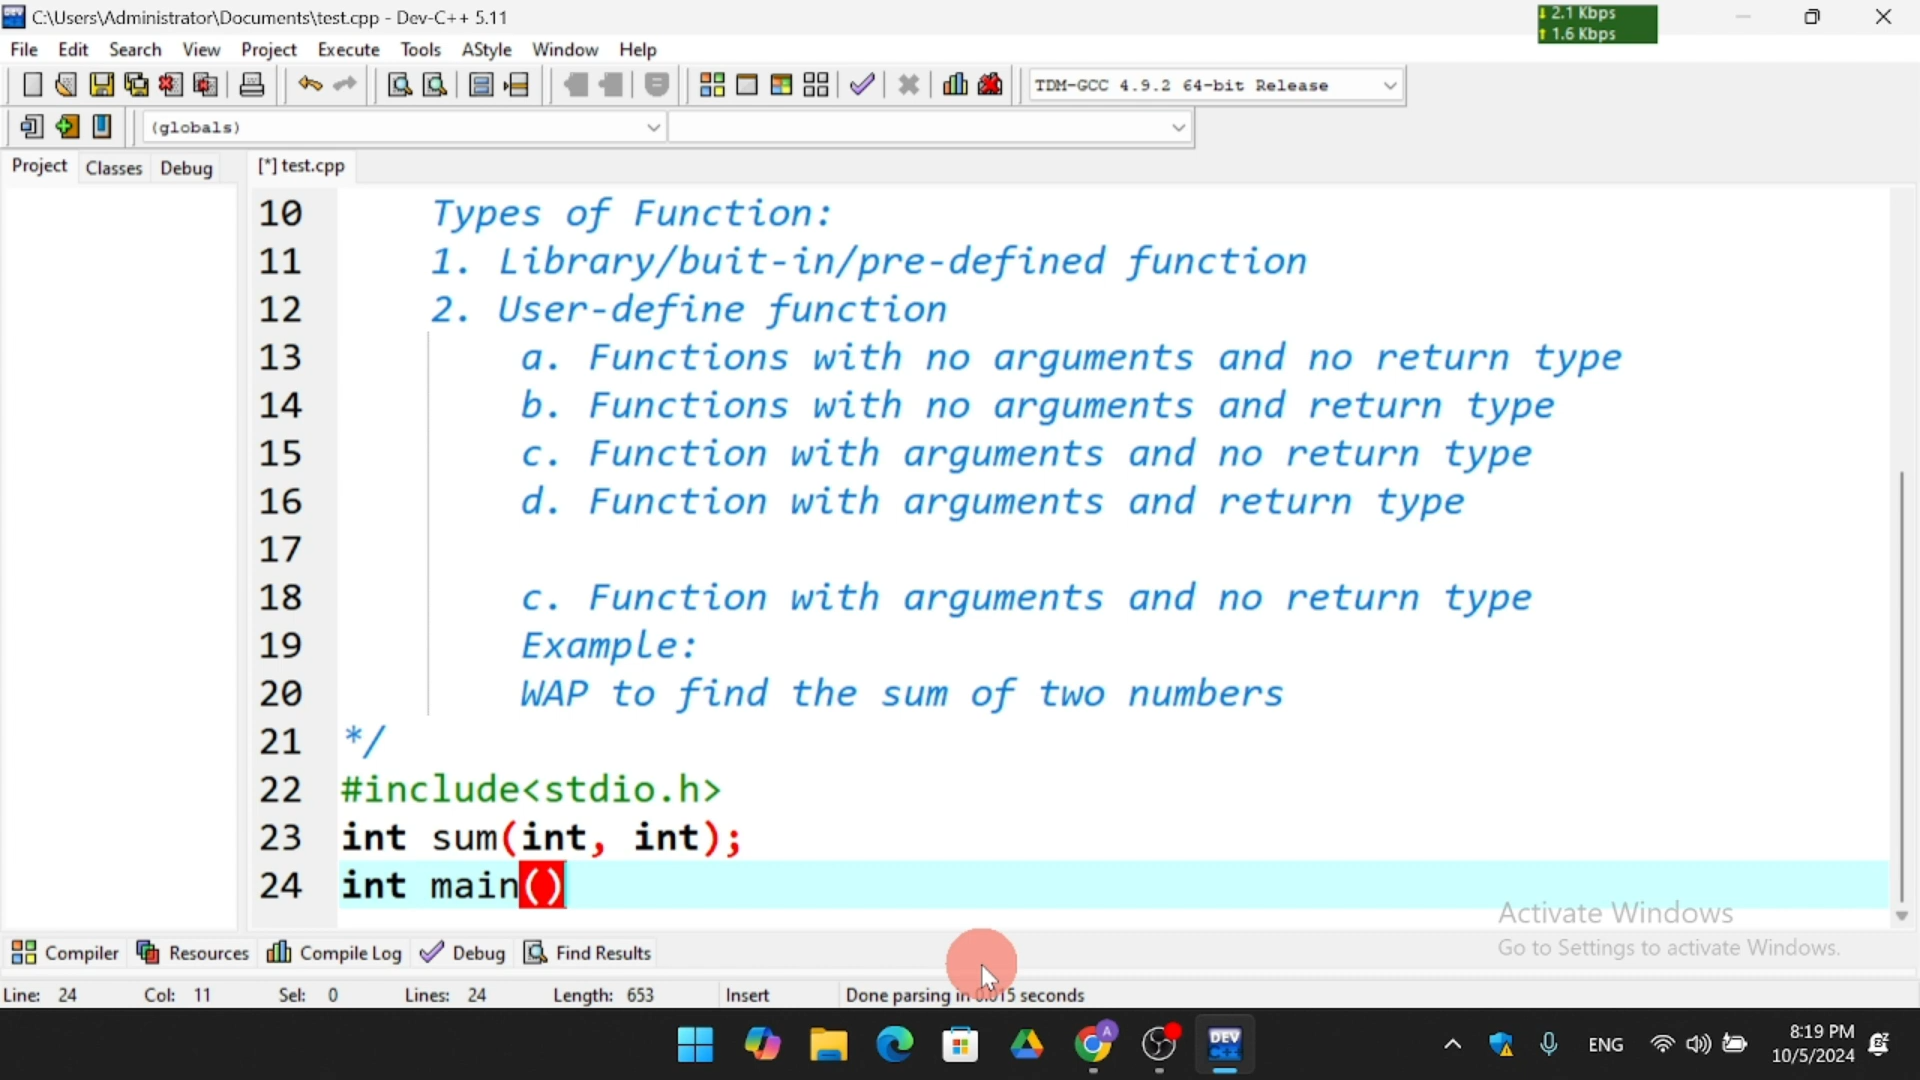 C:\Users\Administrator\Documents\test.cpp - Dev-C++ 5.11
2.1 Kbps
1.6 Kbps
File Edit Search View Project Execute Tools AStyle Window Help
TDM-GCC 4.9.2 64-bit Release
(globals)
Project Classes Debug [*] test.cpp
10 Types of Function:
11 1. Library/buit-in/pre-defined function
12 2. User-define function
13 a. Functions with no arguments and no return type
14 b. Functions with no arguments and return type
15 c. Function with arguments and no return type
16 d. Function with arguments and return type
17
18 c. Function with arguments and no return type
19 Example:
20 WAP to find the sum of two numbers
21 */
22 #include<stdio.h>
23 int sum(int, int);
24 int main()
Activate Windows
Go to Settings to activate Windows.
Compiler Resources Compile Log Debug Find Results
Line: 24 Col: 11 Sel: 0 Lines: 24 Length: 653 Insert Done parsing in 0.015 seconds
DEV
A
ENG
8:19 PM
10/5/2024